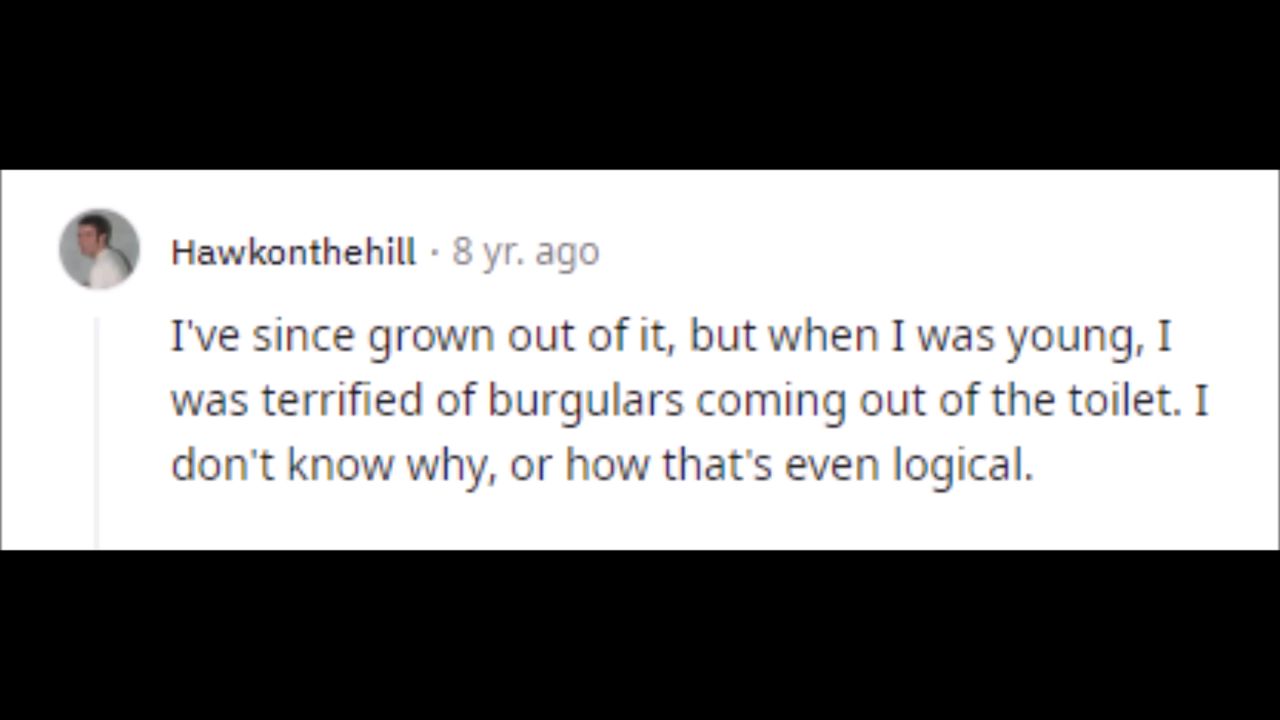 Hawkonthehill · 8 yr. ago
I've since grown out of it, but when I was young, I
was terrified of burgulars coming out of the toilet. I
don't know why, or how that's even logical.